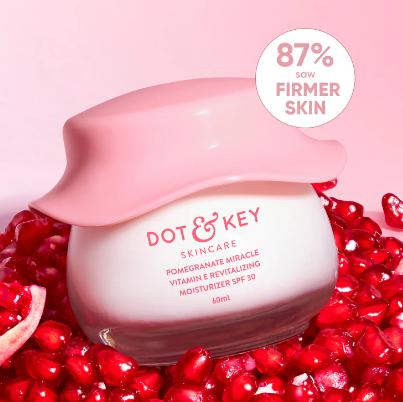 87%
saw
FIRMER
SKIN
DOT & KEY
SKINCARE
POMEGRANATE MIRACLE
VITAMIN E REVITALIZING
MOISTURIZER SPF 30
60mL